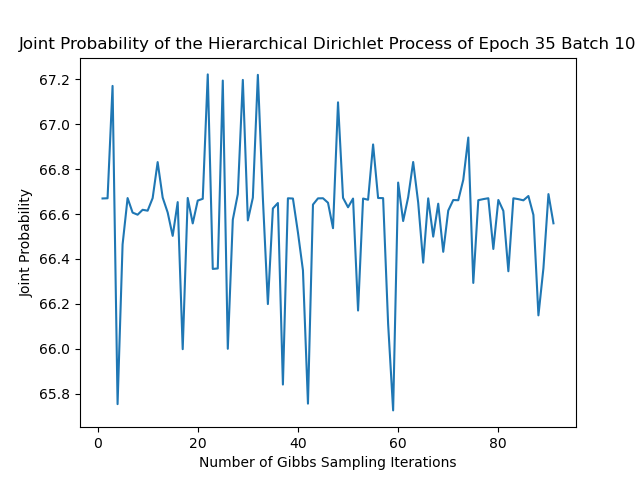 Joint Probability of the Hierarchical Dirichlet Process of Epoch 35 Batch 10
67.2
67.0
66.8
66.6
66.4
66.2
66.0
65.8
Joint Probability
0 20 40 60 80
Number of Gibbs Sampling Iterations